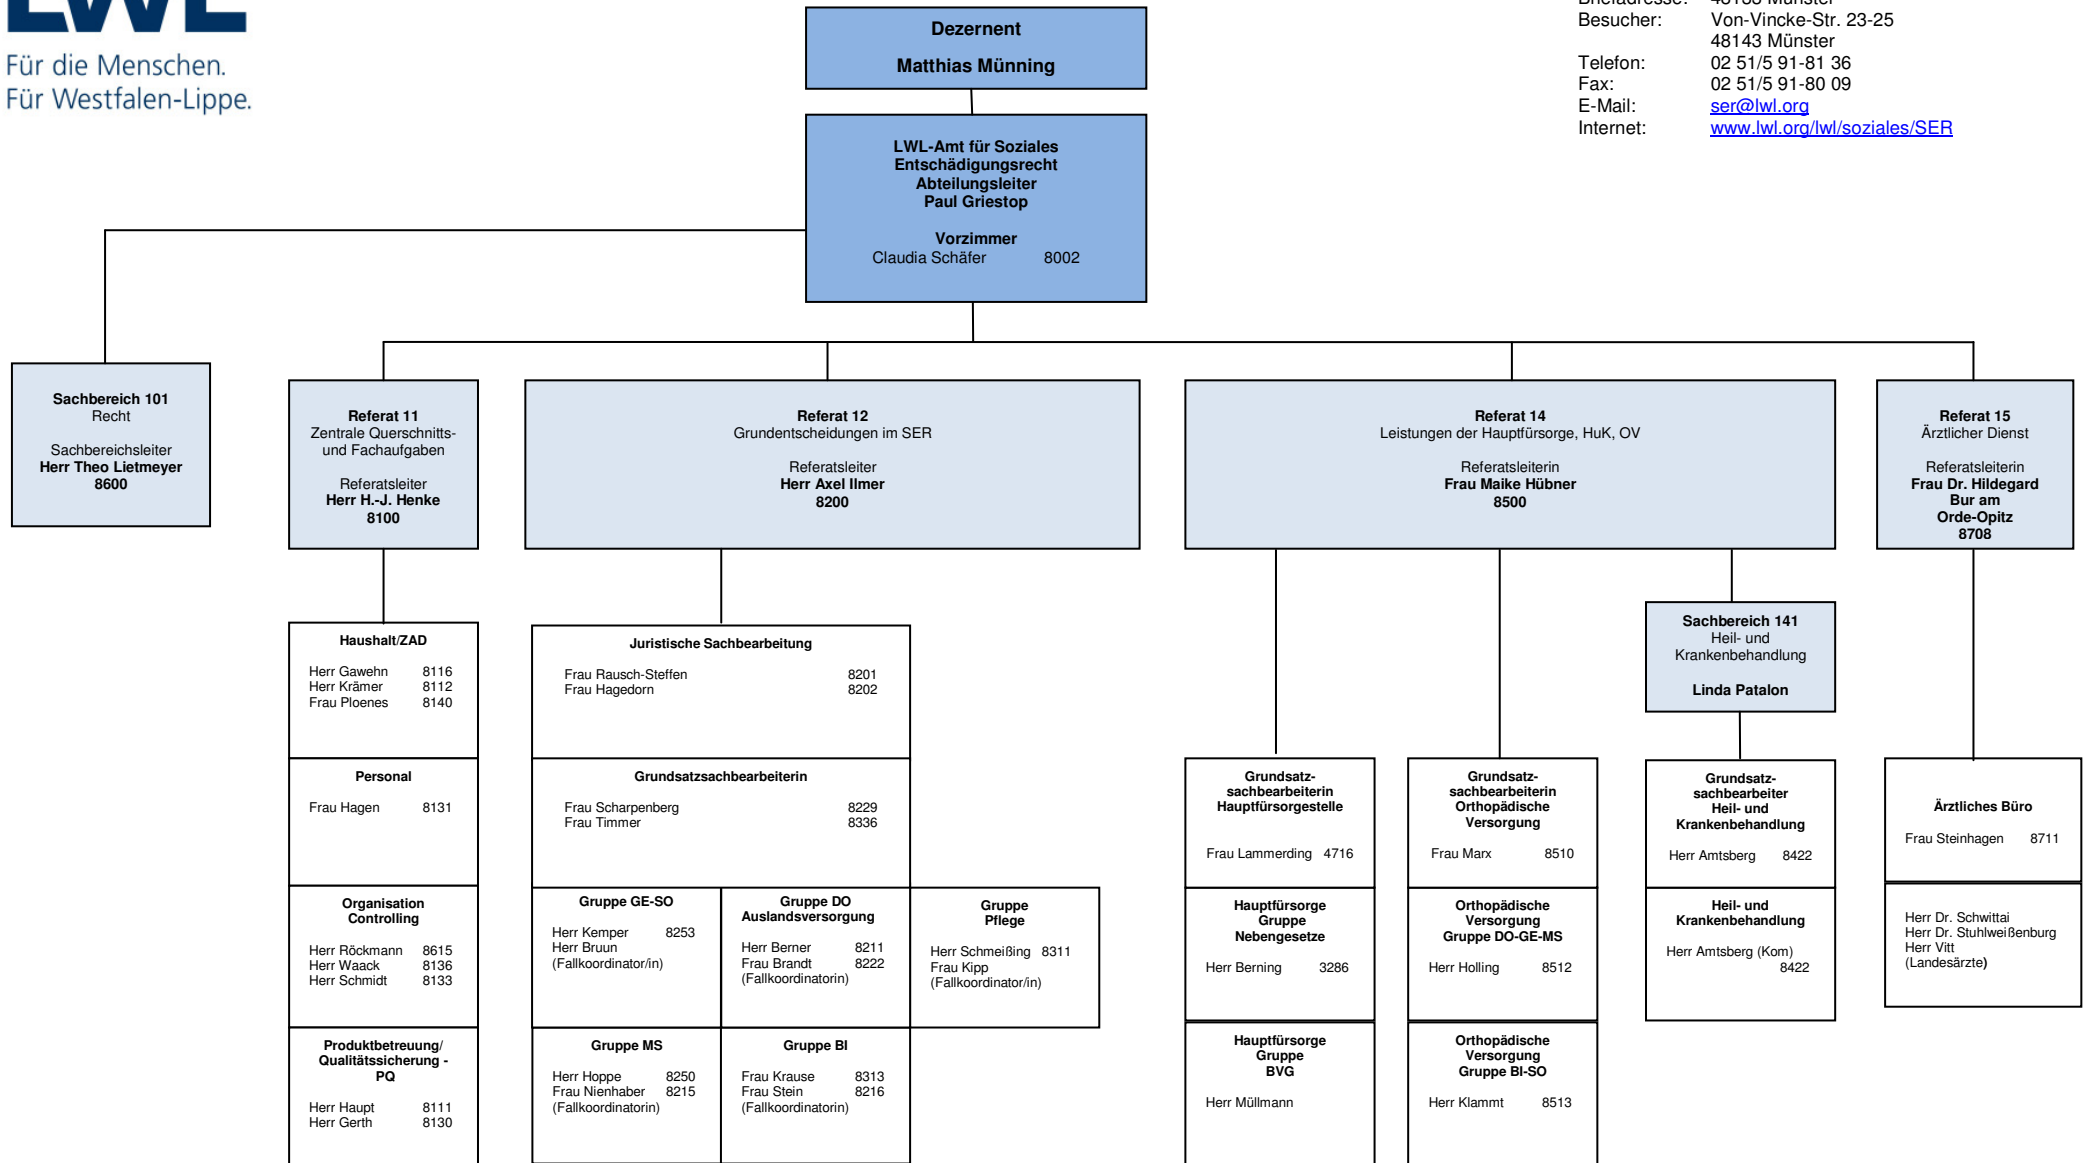 LWL
Für die Menschen.
Für Westfalen-Lippe.
Dezernent
Matthias Münning
Briefadresse: 48133 Münster
Besucher: Von-Vincke-Str. 23-25
48143 Münster
Telefon: 02 51/5 91-81 36
Fax: 02 51/5 91-80 09
E-Mail: ser@lwl.org
Internet: www.lwl.org/lwl/soziales/SER
LWL-Amt für Soziales
Entschädigungsrecht
Abteilungsleiter
Paul Griestop
Vorzimmer
Claudia Schäfer 8002
Sachbereich 101
Recht
Sachbereichsleiter
Herr Theo Lietmeyer
8600
Referat 11
Zentrale Querschnitts-
und Fachaufgaben
Referatsleiter
Herr H.-J. Henke
8100
Referat 12
Grundentscheidungen im SER
Referatsleiter
Herr Axel Ilmer
8200
Referat 14
Leistungen der Hauptfürsorge, HuK, OV
Referatsleiterin
Frau Maike Hübner
8500
Referat 15
Ärztlicher Dienst
Referatsleiterin
Frau Dr. Hildegard
Bur am
Orde-Opitz
8708
Haushalt/ZAD
Herr Gawehn 8116
Herr Krämer 8112
Frau Ploenes 8140
Personal
Frau Hagen 8131
Organisation
Controlling
Herr Röckmann 8615
Herr Waack 8136
Herr Schmidt 8133
Produktbetreuung/
Qualitätssicherung -
PQ
Herr Haupt 8111
Herr Gerth 8130
Juristische Sachbearbeitung
Frau Rausch-Steffen 8201
Frau Hagedorn 8202
Grundsatzsachbearbeiterin
Frau Scharpenberg 8229
Frau Timmer 8336
Gruppe GE-SO
Herr Kemper 8253
Herr Bruun
(Fallkoordinator/in)
Gruppe DO
Auslandsversorgung
Herr Berner 8211
Frau Brandt 8222
(Fallkoordinatorin)
Gruppe
Pflege
Herr Schmeißing 8311
Frau Kipp
(Fallkoordinator/in)
Gruppe MS
Herr Hoppe 8250
Frau Nienhaber 8215
(Fallkoordinatorin)
Gruppe BI
Frau Krause 8313
Frau Stein 8216
(Fallkoordinatorin)
Grundsatz-
sachbearbeiterin
Hauptfürsorgestelle
Frau Lammerding 4716
Hauptfürsorge
Gruppe
Nebengesetze
Herr Berning 3286
Hauptfürsorge
Gruppe
BVG
Herr Müllmann
Grundsatz-
sachbearbeiterin
Orthopädische
Versorgung
Frau Marx 8510
Orthopädische
Versorgung
Gruppe DO-GE-MS
Herr Holling 8512
Orthopädische
Versorgung
Gruppe BI-SO
Herr Klammt 8513
Sachbereich 141
Heil- und
Krankenbehandlung
Linda Patalon
Grundsatz-
sachbearbeiter
Heil- und
Krankenbehandlung
Herr Amtsberg 8422
Heil- und
Krankenbehandlung
Herr Amtsberg (Kom)
8422
Ärztliches Büro
Frau Steinhagen 8711
Herr Dr. Schwittai
Herr Dr. Stuhlweißenburg
Herr Vitt
(Landesärzte)